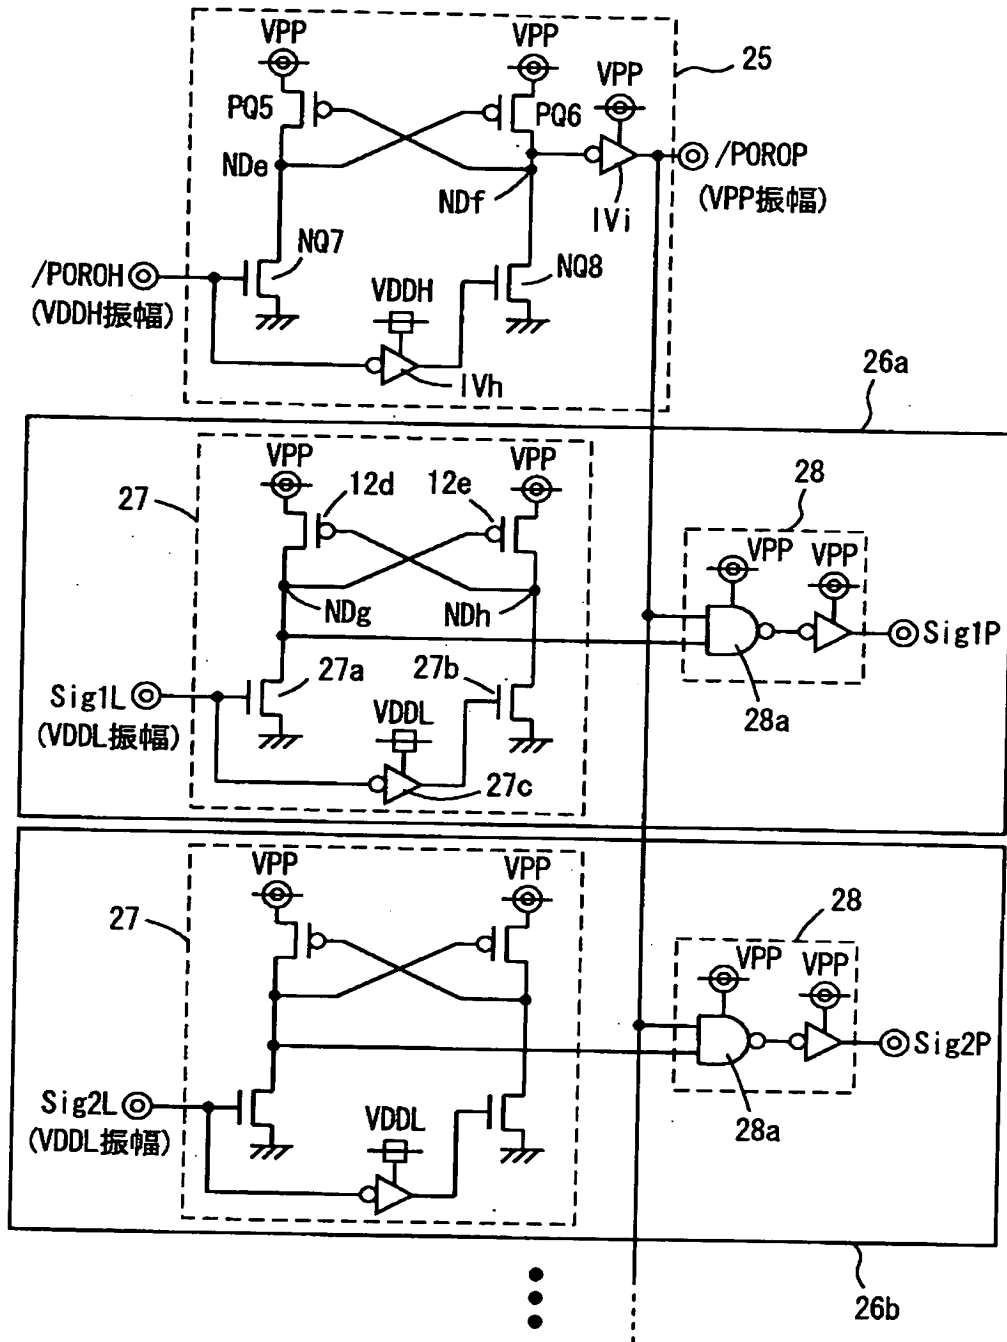 VPP
VPP
VPP
25
PQ5
PQ6
/POROP
(VPP振幅)
NDe
NDf
IVi
NQ7
NQ8
/POROH
(VDDH振幅)
VDDH
IVh
26a
VPP
VPP
12d
12e
27
28
VPP
VPP
NDg
NDh
Sig1P
27a
27b
28a
Sig1L
(VDDL振幅)
VDDL
27c
VPP
VPP
27
28
VPP
VPP
Sig2P
Sig2L
(VDDL振幅)
VDDL
28a
26b